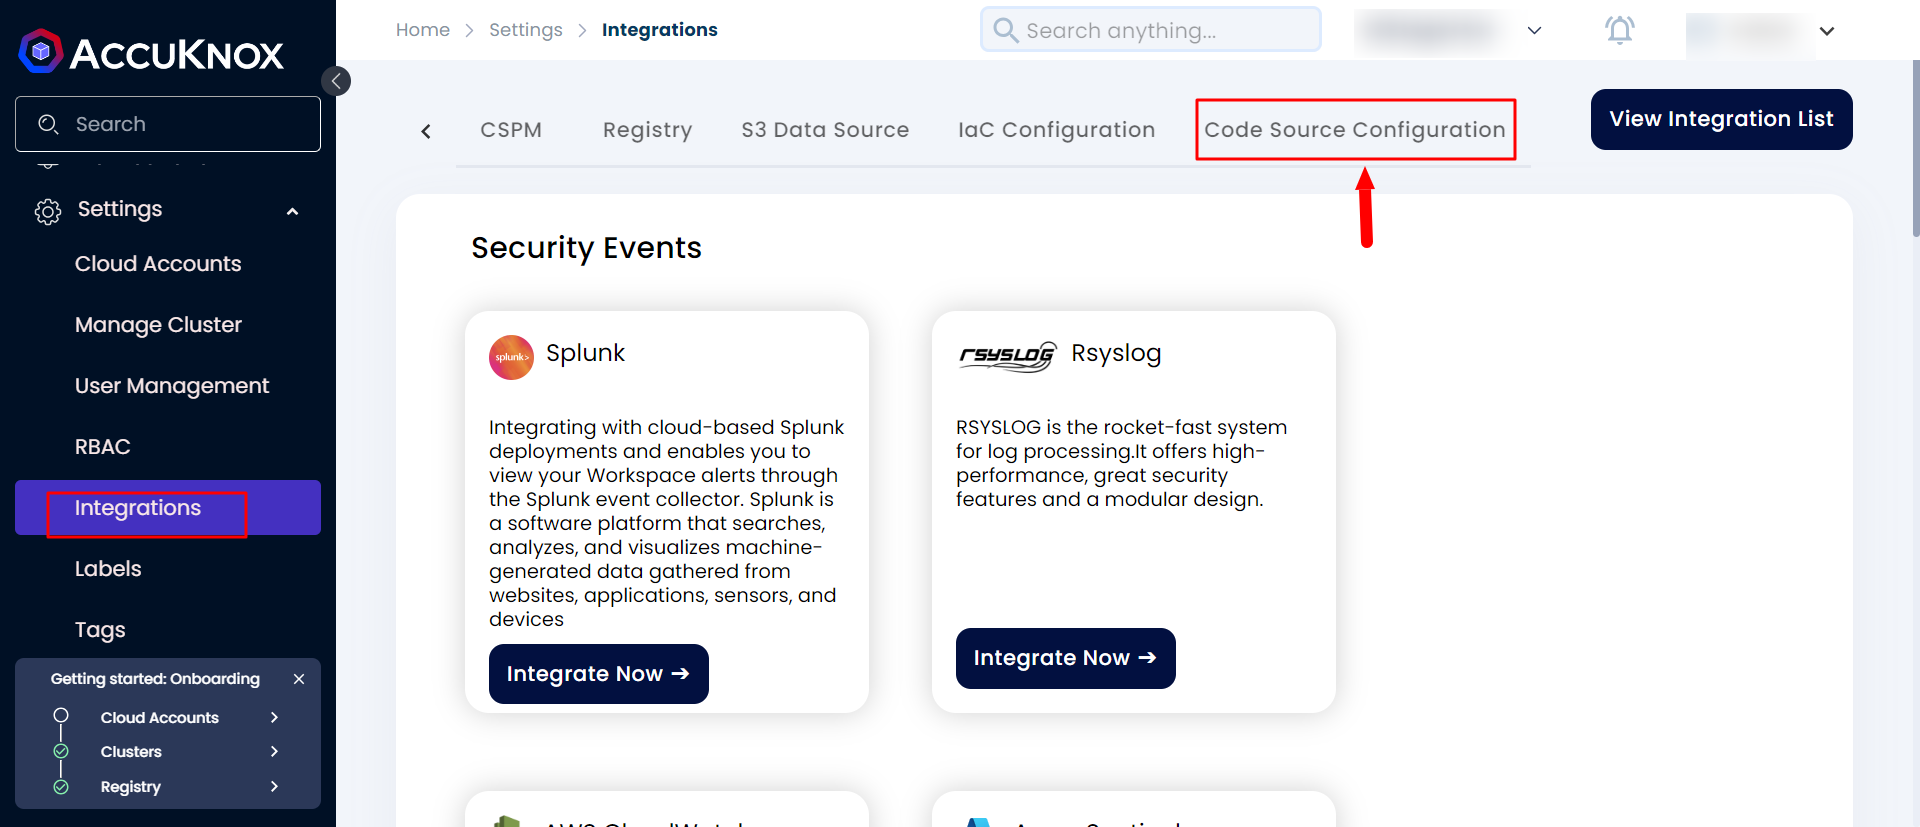 ACCUKNOX
Search
Settings
Cloud Accounts
Manage Cluster
User Management
RBAC
Integrations
Labels
Tags
Getting started: Onboarding
Cloud Accounts
Clusters
Registry
Home > Settings > Integrations
Search anything...
CSPM
Registry
S3 Data Source
IaC Configuration
Code Source Configuration
View Integration List
Security Events
splunk>
Splunk
Integrating with cloud-based Splunk
deployments and enables you to
view your Workspace alerts through
the Splunk event collector. Splunk is
a software platform that searches,
analyzes, and visualizes machine-
generated data gathered from
websites, applications, sensors, and
devices
Integrate Now →
RSYSLOG
Rsyslog
RSYSLOG is the rocket-fast system
for log processing.It offers high-
performance, great security
features and a modular design.
Integrate Now →